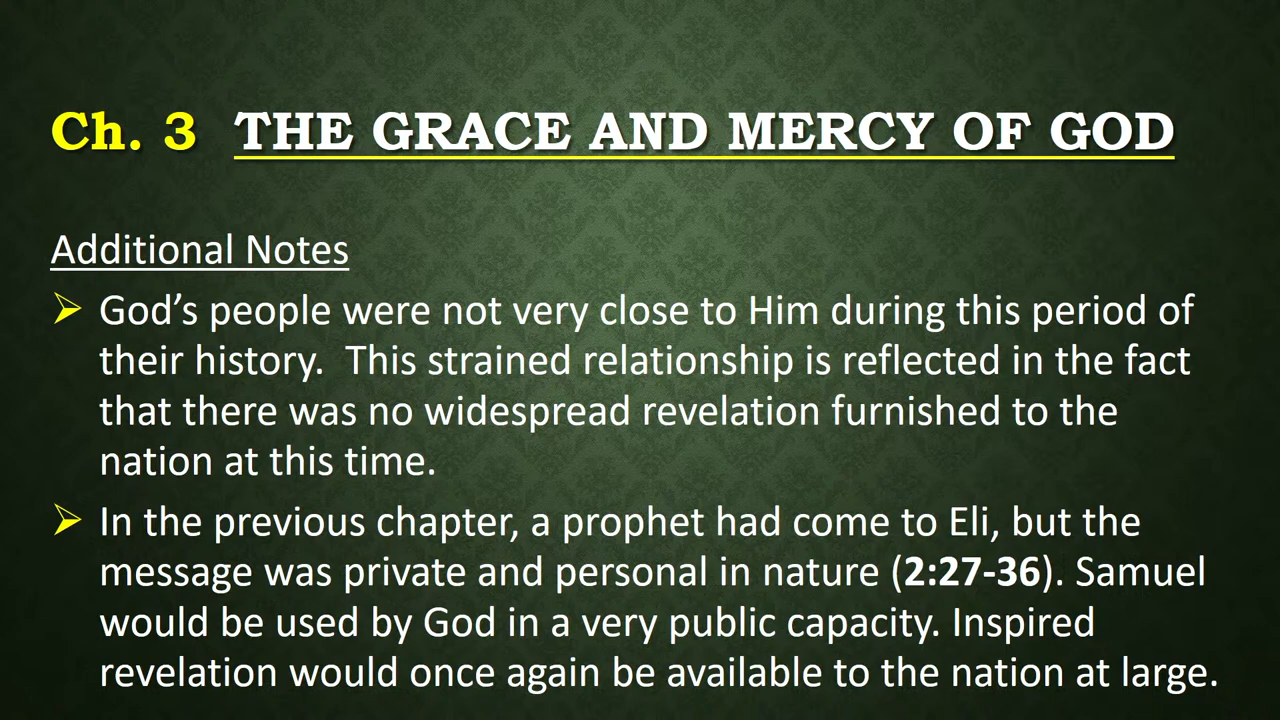 Ch. 3  THE GRACE AND MERCY OF GOD
Additional Notes
➢ God’s people were not very close to Him during this period of
their history.  This strained relationship is reflected in the fact
that there was no widespread revelation furnished to the
nation at this time.
➢ In the previous chapter, a prophet had come to Eli, but the
message was private and personal in nature (2:27-36). Samuel
would be used by God in a very public capacity. Inspired
revelation would once again be available to the nation at large.